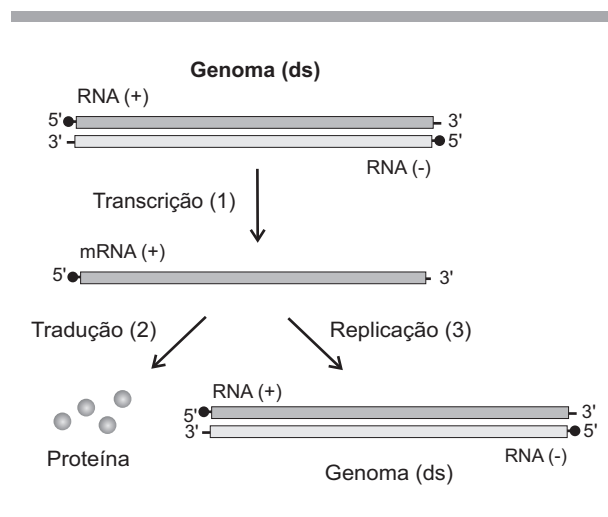 Genoma (ds)
RNA (+)
5' 3'
3' 5'
RNA (-)
Transcrição (1)
mRNA (+)
5' 3'
Tradução (2) Replicação (3)
RNA (+)
5' 3'
3' 5'
Proteína
RNA (-)
Genoma (ds)